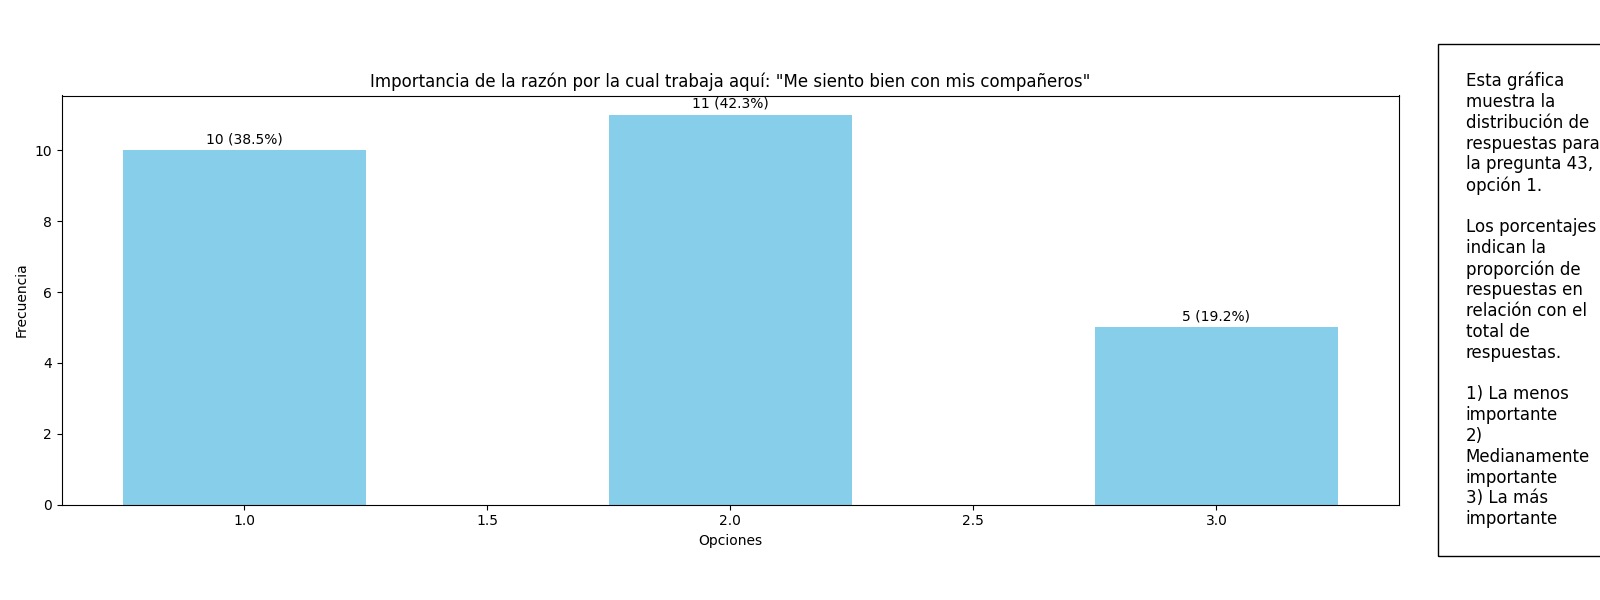 Importancia de la razón por la cual trabaja aquí: "Me siento bien con mis compañeros"
11 (42.3%)
10 (38.5%)
5 (19.2%)
10
8
6
4
2
0
Frecuencia
1.0
1.5
2.0
2.5
3.0
Opciones
Esta gráfica
muestra la
distribución de
respuestas para
la pregunta 43,
opción 1.
Los porcentajes
indican la
proporción de
respuestas en
relación con el
total de
respuestas.
1) La menos
importante
2)
Medianamente
importante
3) La más
importante